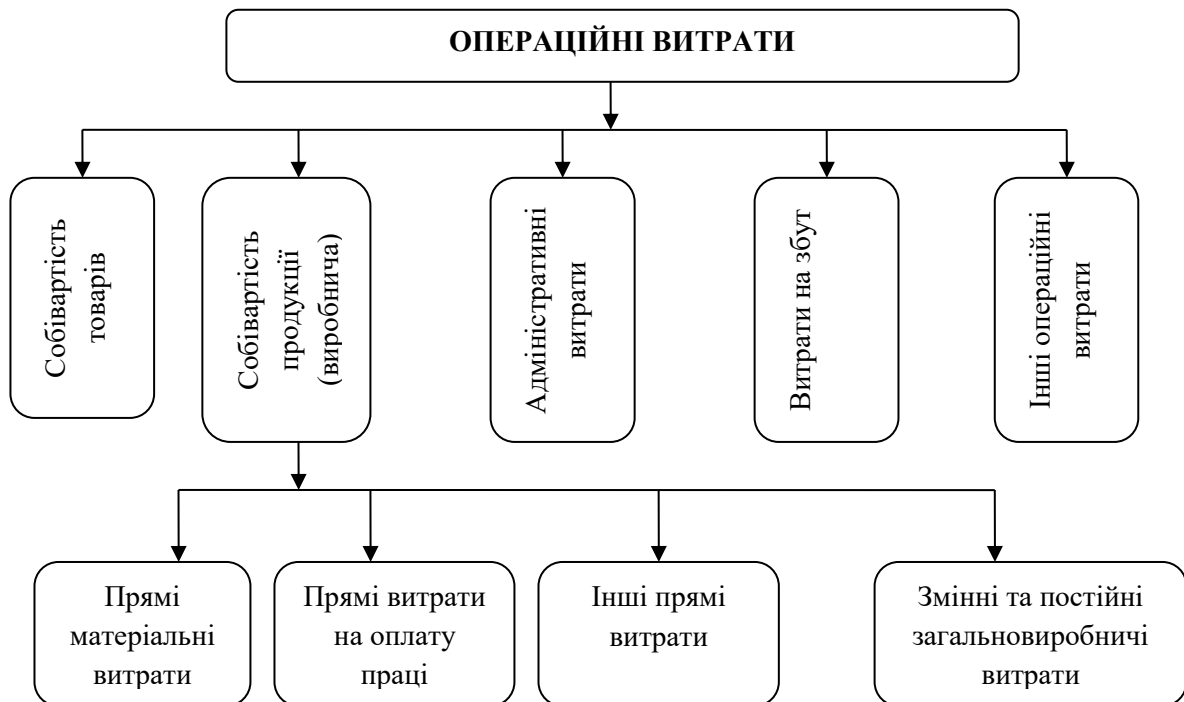 ОПЕРАЦІЙНІ ВИТРАТИ
Собівартість
товарів
Собівартість
продукції
(виробнича)
Адміністративні
витрати
Витрати на збут
Інші операційні
витрати
Прямі
матеріальні
витрати
Прямі витрати
на оплату
праці
Інші прямі
витрати
Змінні та постійні
загальновиробничі
витрати